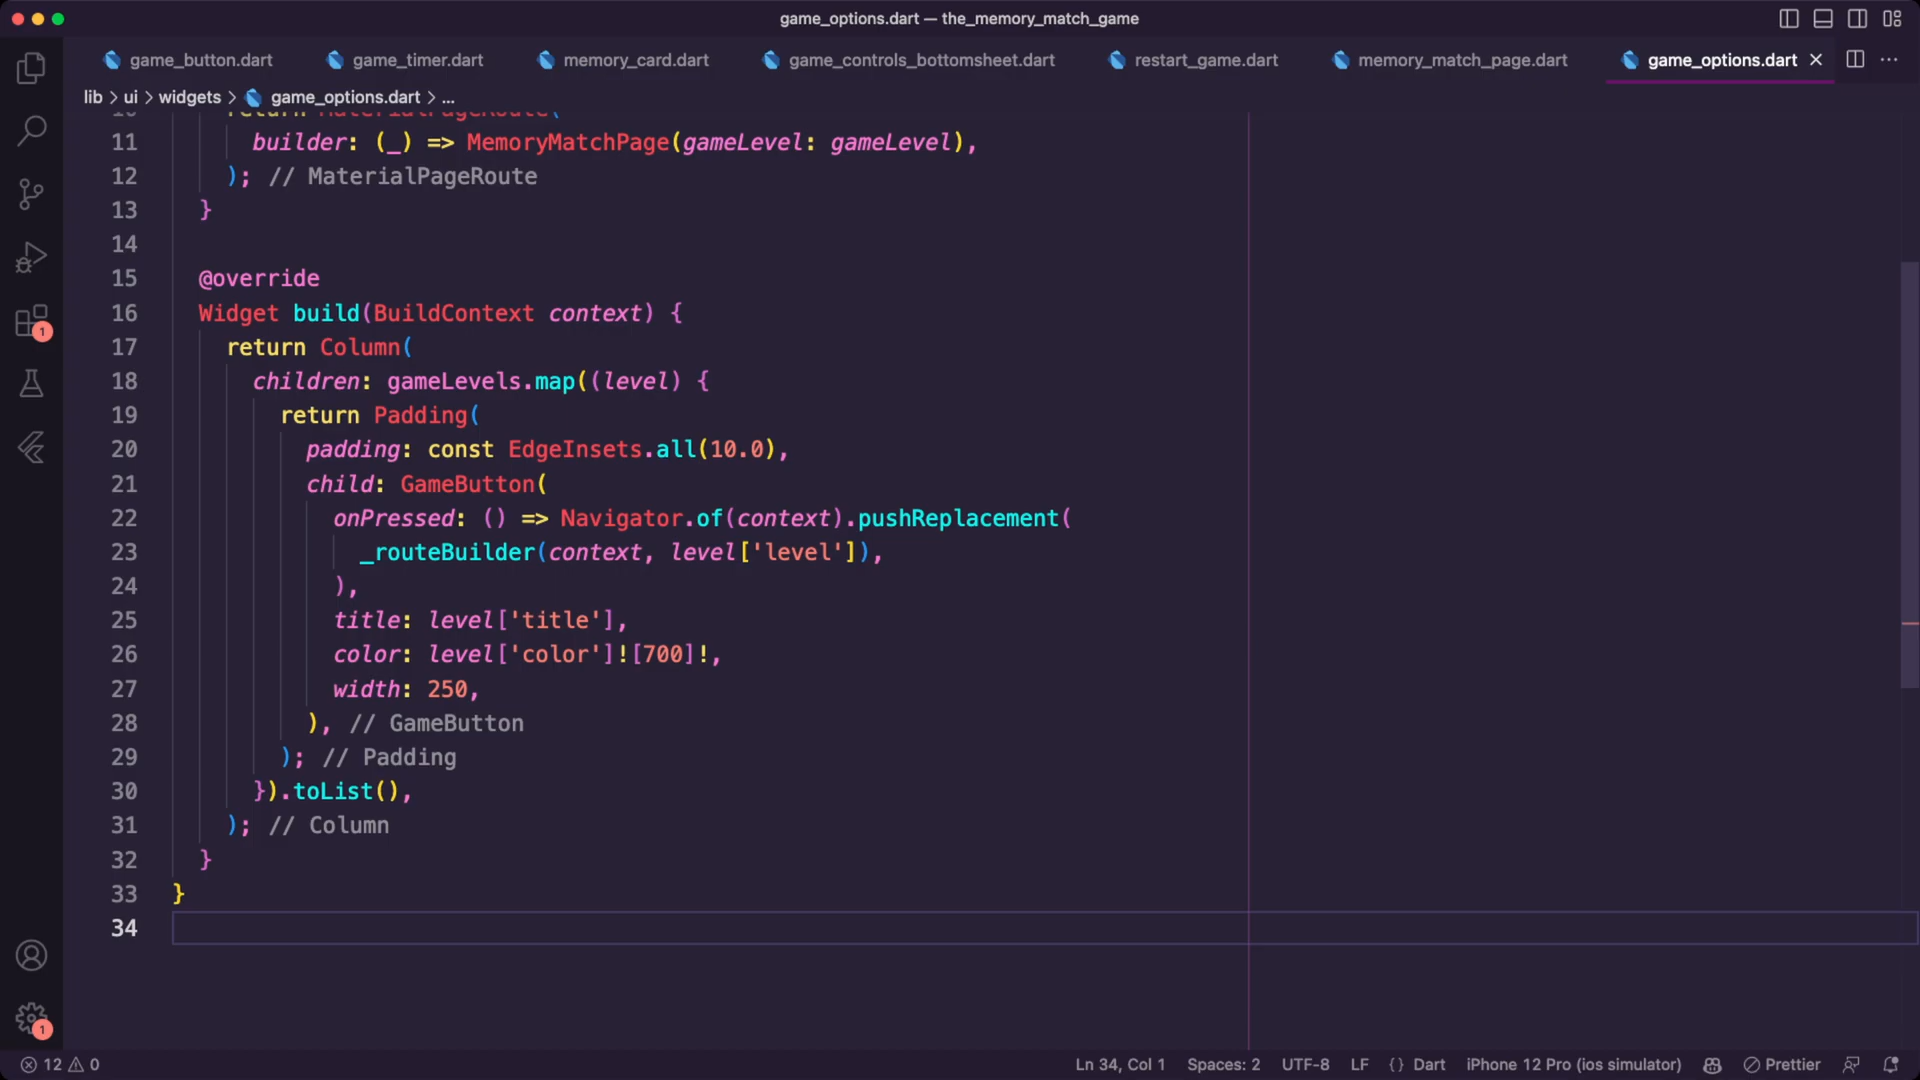 game_options.dart — the_memory_match_game
game_button.dart
game_timer.dart
memory_card.dart
game_controls_bottomsheet.dart
restart_game.dart
memory_match_page.dart
game_options.dart
lib > ui > widgets > game_options.dart > ...
10 return MaterialPageRoute(
11 builder: (_) => MemoryMatchPage(gameLevel: gameLevel),
12 ); // MaterialPageRoute
13 }
14
15 @override
16 Widget build(BuildContext context) {
17 return Column(
18 children: gameLevels.map((level) {
19 return Padding(
20 padding: const EdgeInsets.all(10.0),
21 child: GameButton(
22 onPressed: () => Navigator.of(context).pushReplacement(
23 _routeBuilder(context, level['level']),
24 ),
25 title: level['title'],
26 color: level['color']![700]!,
27 width: 250,
28 ), // GameButton
29 ); // Padding
30 }).toList(),
31 ); // Column
32 }
33 }
34
1
1
12 0
Ln 34, Col 1
Spaces: 2
UTF-8
LF
{} Dart
iPhone 12 Pro (ios simulator)
Prettier